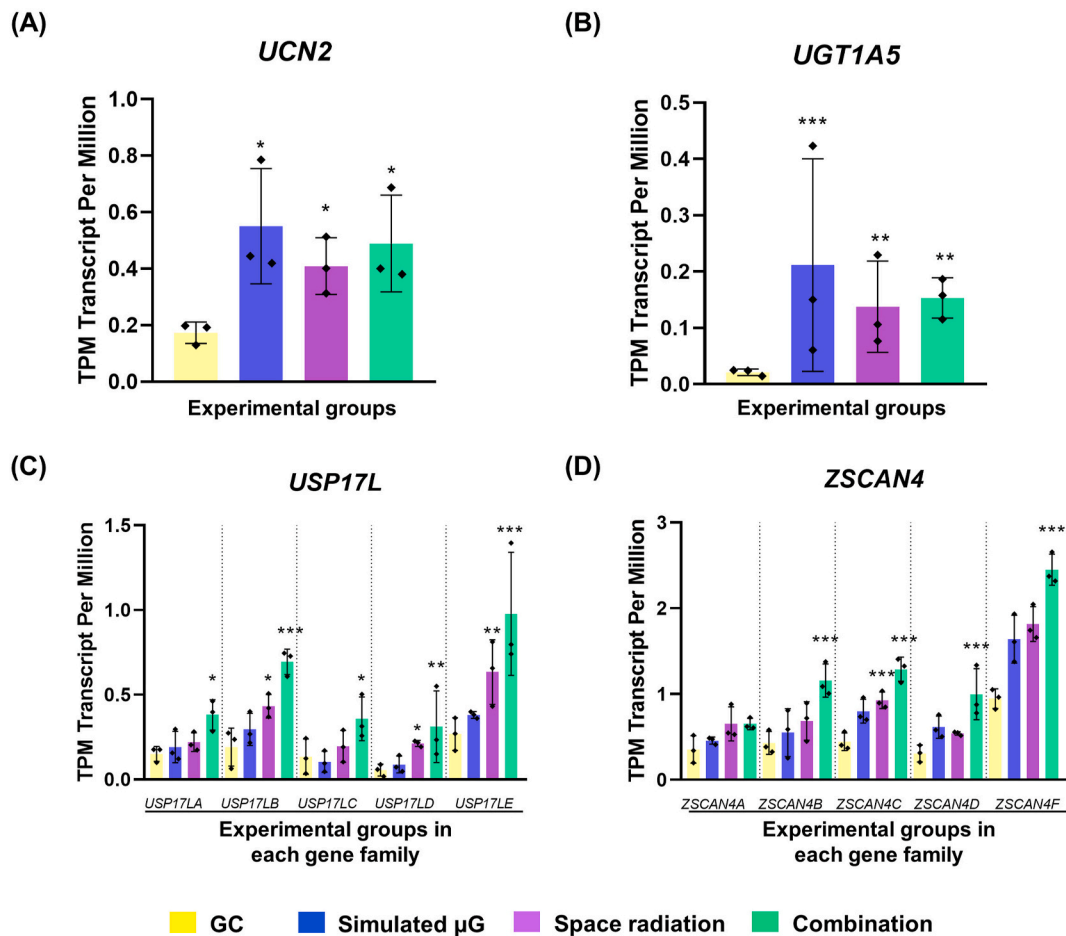 (A)
UCN2
TPM Transcript Per Million
1.0
0.8
0.6
0.4
0.2
0.0
*
*
*
Experimental groups
(B)
UGT1A5
TPM Transcript Per Million
0.5
0.4
0.3
0.2
0.1
0.0
***
**
**
Experimental groups
(C)
USP17L
TPM Transcript Per Million
1.5
1.0
0.5
0.0
*
*
***
*
*
**
**
***
USP17LA USP17LB USP17LC USP17LD USP17LE
Experimental groups in
each gene family
(D)
ZSCAN4
TPM Transcript Per Million
3
2
1
0
***
***
***
***
***
ZSCAN4A ZSCAN4B ZSCAN4C ZSCAN4D ZSCAN4F
Experimental groups in
each gene family
GC Simulated µG Space radiation Combination